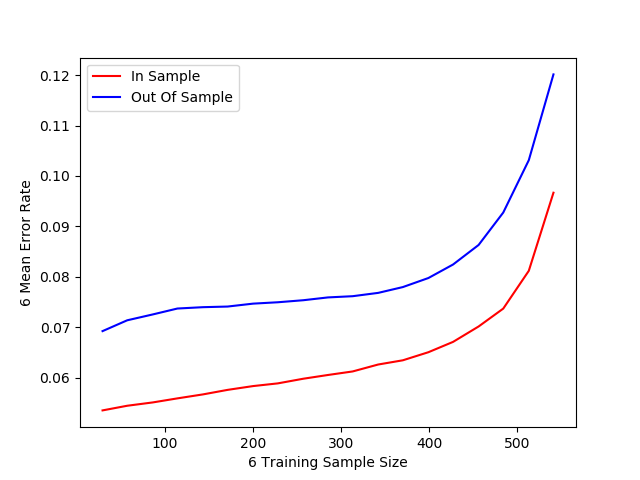 In Sample
Out Of Sample
0.12
0.11
0.10
0.09
0.08
0.07
0.06
6 Mean Error Rate
100 200 300 400 500
6 Training Sample Size